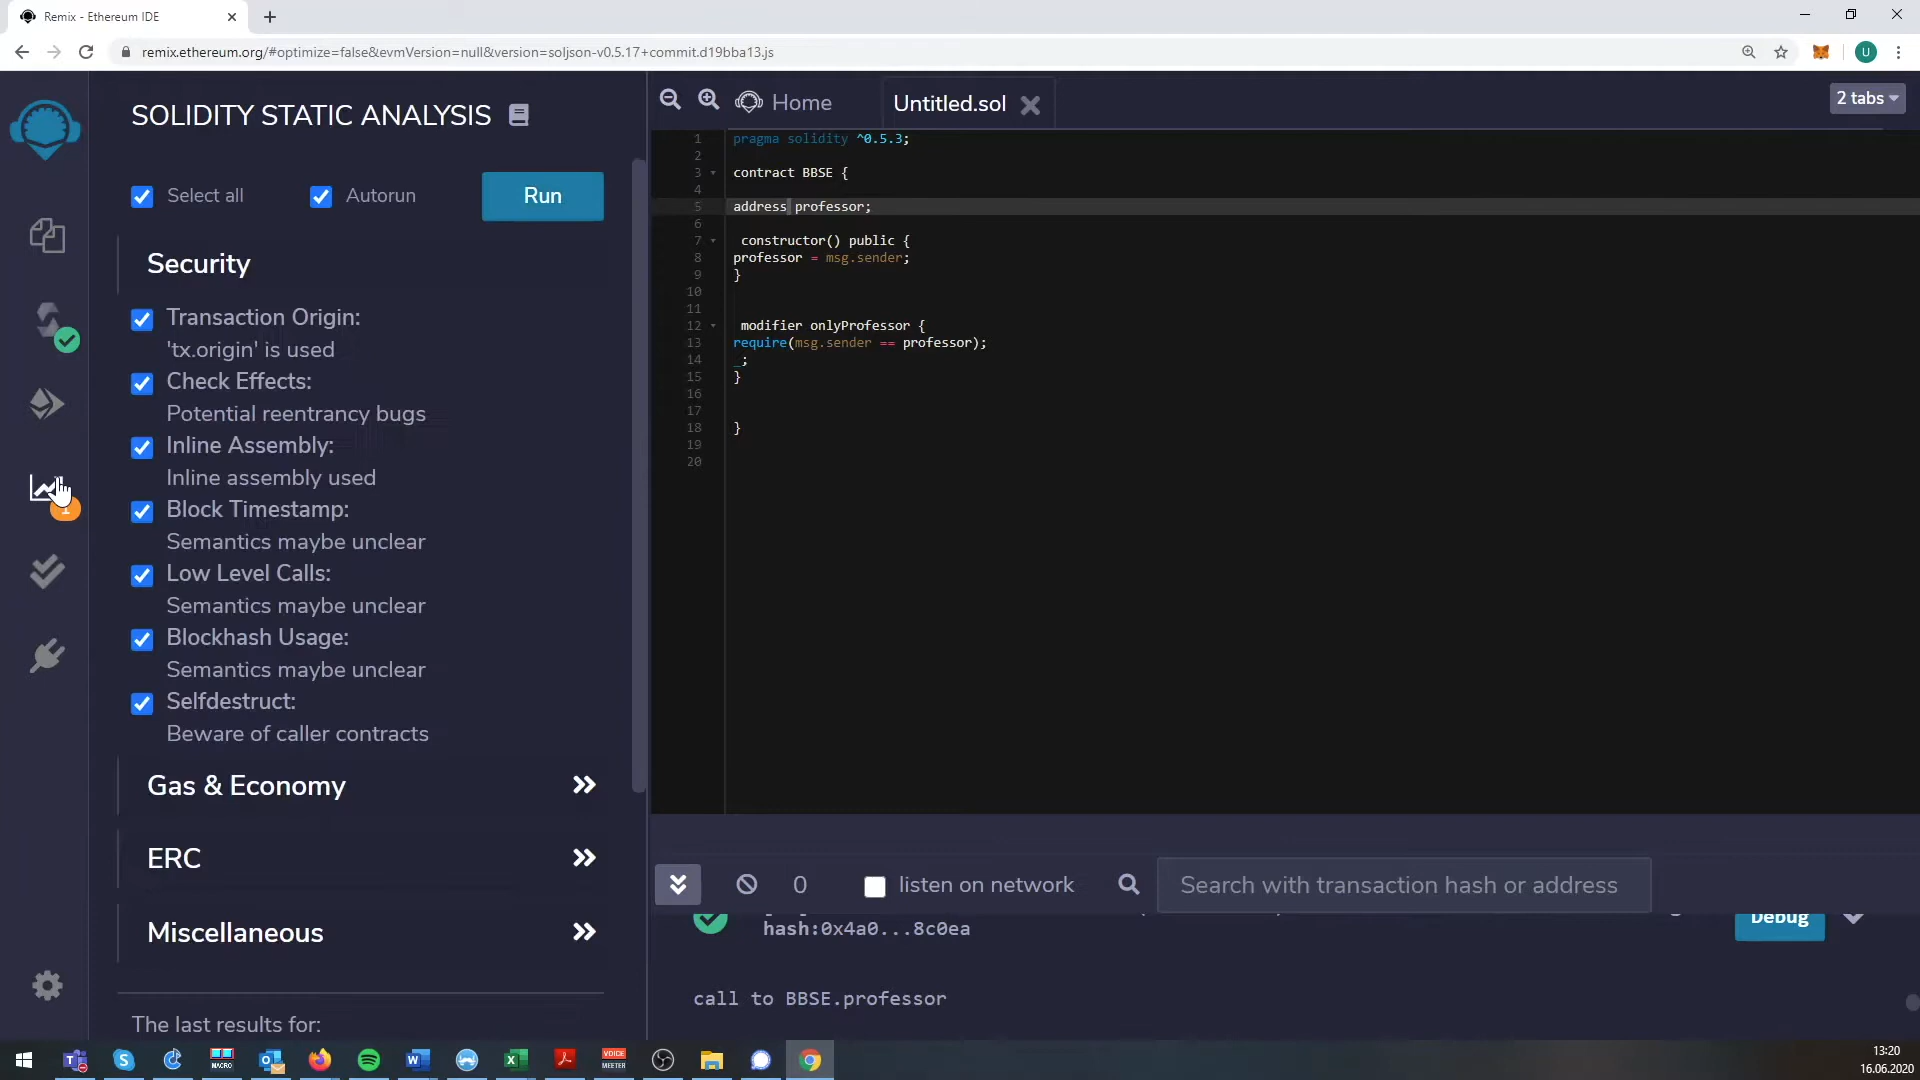 Remix - Ethereum IDE
remix.ethereum.org/#optimize=false&evmVersion=null&version=soljson-v0.5.17+commit.d19bba13.js
U
SOLIDITY STATIC ANALYSIS
Select all
Autorun
Run
Security
Transaction Origin:
'tx.origin' is used
Check Effects:
Potential reentrancy bugs
Inline Assembly:
Inline assembly used
Block Timestamp:
Semantics maybe unclear
Low Level Calls:
Semantics maybe unclear
Blockhash Usage:
Semantics maybe unclear
Selfdestruct:
Beware of caller contracts
Gas & Economy
ERC
Miscellaneous
The last results for:
Home
Untitled.sol
2 tabs
1 pragma solidity ^0.5.3;
2
3 contract BBSE {
4
5 address professor;
6
7 constructor() public {
8 professor = msg.sender;
9 }
10
11
12 modifier onlyProfessor {
13 require(msg.sender == professor);
14 _;
15 }
16
17
18 }
19
20
0
listen on network
Search with transaction hash or address
hash:0x4a0...8c0ea
Debug
call to BBSE.professor
MACRO
VOICE
MEETER
13:20
16.06.2020